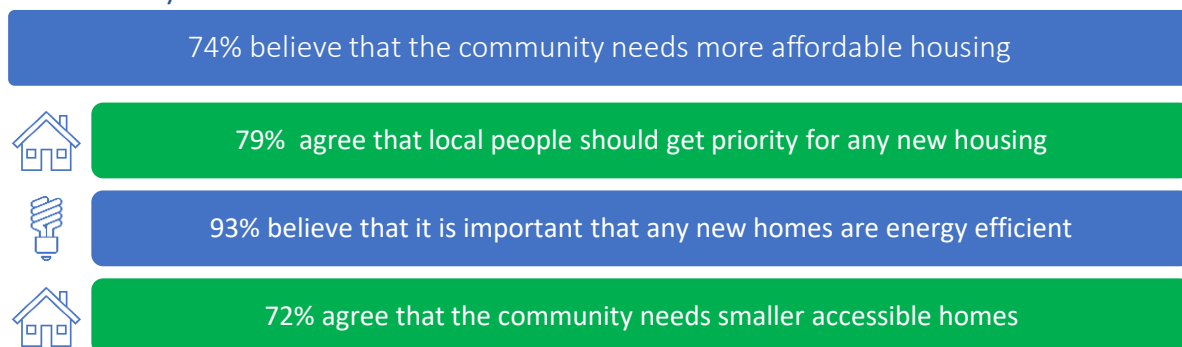 74% believe that the community needs more affordable housing
79% agree that local people should get priority for any new housing
93% believe that it is important that any new homes are energy efficient
72% agree that the community needs smaller accessible homes